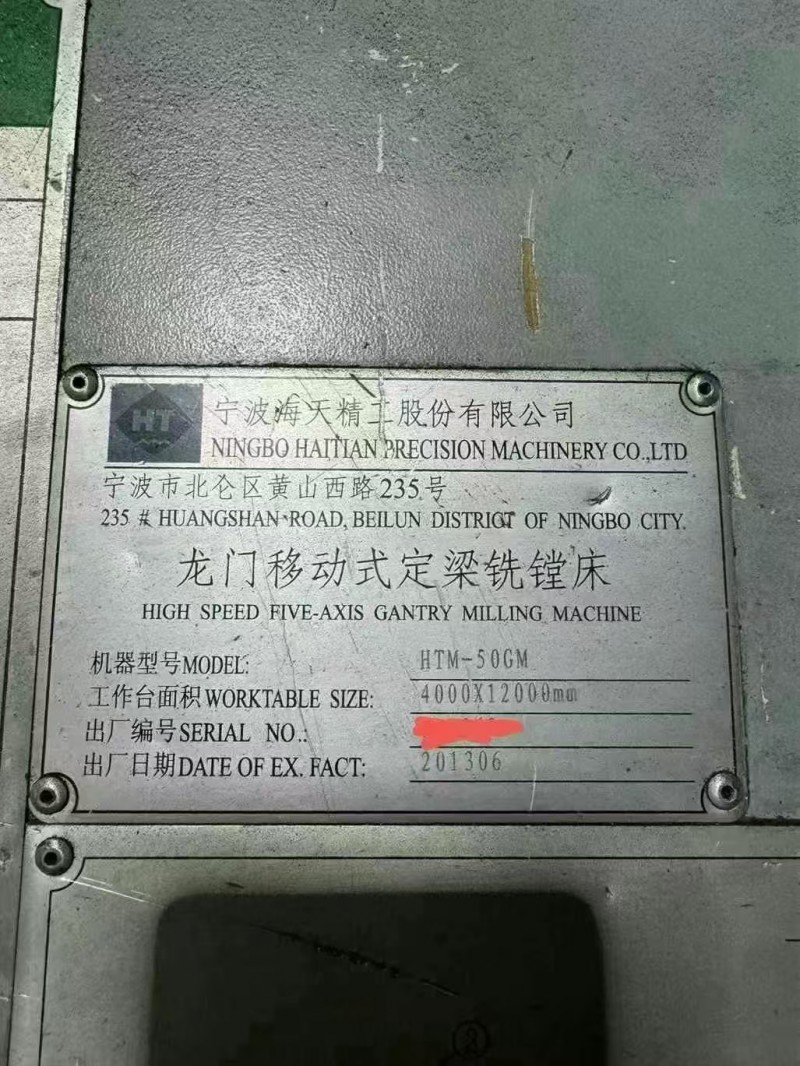 HT
宁波海天精工股份有限公司
NINGBO HAITIAN PRECISION MACHINERY CO.,LTD
宁波市北仑区黄山西路235号
235 # HUANGSHAN ROAD, BEILUN DISTRICT OF NINGBO CITY.
龙门移动式定梁铣镗床
HIGH SPEED FIVE-AXIS GANTRY MILLING MACHINE
机器型号MODEL: HTM-50GM
工作台面积WORKTABLE SIZE: 4000X12000mm
出厂编号SERIAL NO.:
出厂日期DATE OF EX. FACT: 201306